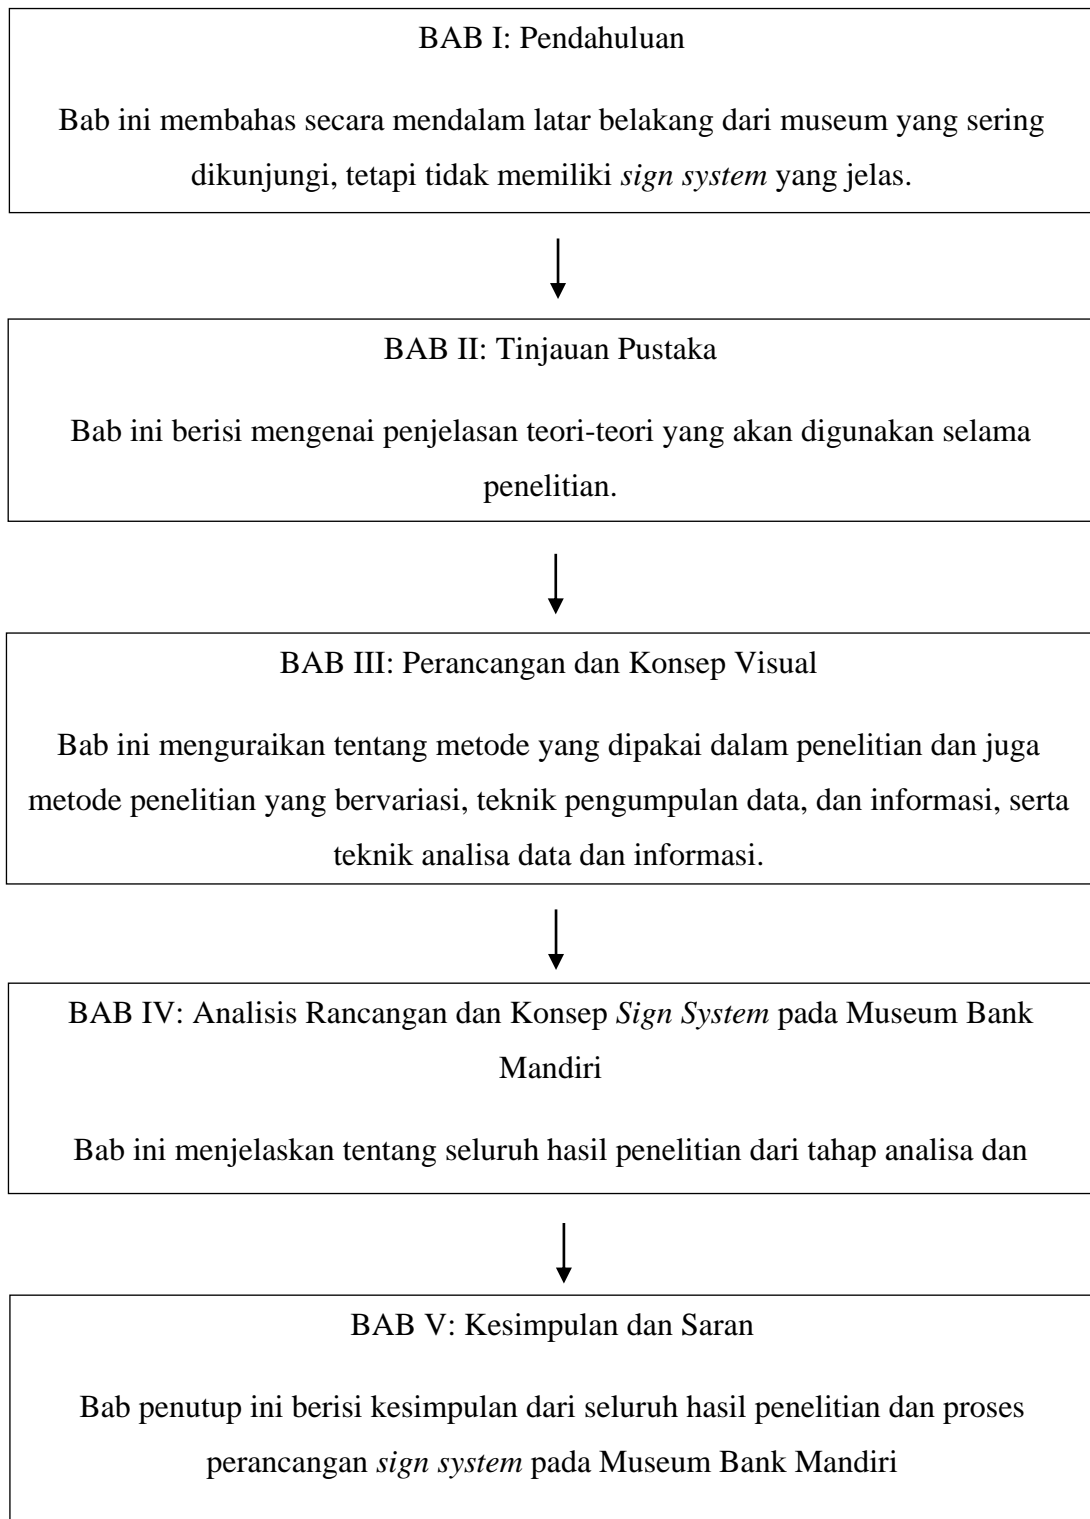 BAB I: Pendahuluan
Bab ini membahas secara mendalam latar belakang dari museum yang sering
dikunjungi, tetapi tidak memiliki sign system yang jelas.
BAB II: Tinjauan Pustaka
Bab ini berisi mengenai penjelasan teori-teori yang akan digunakan selama
penelitian.
BAB III: Perancangan dan Konsep Visual
Bab ini menguraikan tentang metode yang dipakai dalam penelitian dan juga
metode penelitian yang bervariasi, teknik pengumpulan data, dan informasi, serta
teknik analisa data dan informasi.
BAB IV: Analisis Rancangan dan Konsep Sign System pada Museum Bank
Mandiri
Bab ini menjelaskan tentang seluruh hasil penelitian dari tahap analisa dan
BAB V: Kesimpulan dan Saran
Bab penutup ini berisi kesimpulan dari seluruh hasil penelitian dan proses
perancangan sign system pada Museum Bank Mandiri